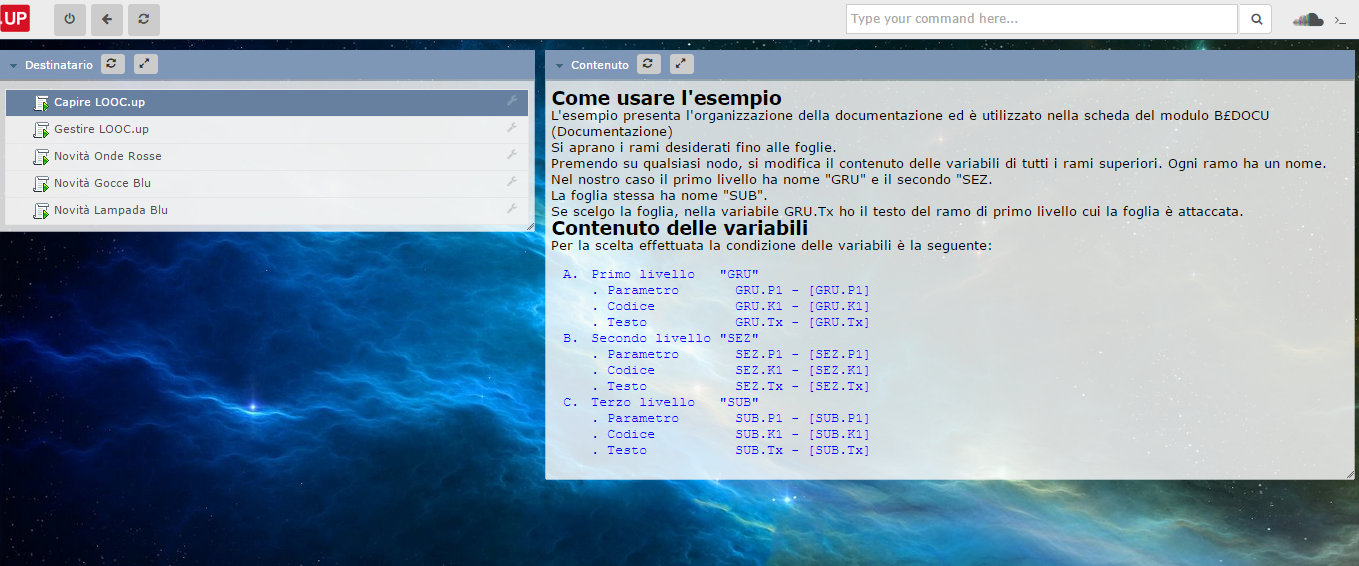 .UP
Type your command here...
>_
Destinatario
Capire LOOC.up
Gestire LOOC.up
Novità Onde Rosse
Novità Gocce Blu
Novità Lampada Blu
Contenuto
Come usare l'esempio
L'esempio presenta l'organizzazione della documentazione ed è utilizzato nella scheda del modulo B£DOCU
(Documentazione)
Si aprano i rami desiderati fino alle foglie.
Premendo su qualsiasi nodo, si modifica il contenuto delle variabili di tutti i rami superiori. Ogni ramo ha un nome.
Nel nostro caso il primo livello ha nome "GRU" e il secondo "SEZ.
La foglia stessa ha nome "SUB".
Se scelgo la foglia, nella variabile GRU.Tx ho il testo del ramo di primo livello cui la foglia è attaccata.
Contenuto delle variabili
Per la scelta effettuata la condizione delle variabili è la seguente:
A. Primo livello "GRU"
. Parametro GRU.P1 - [GRU.P1]
. Codice GRU.K1 - [GRU.K1]
. Testo GRU.Tx - [GRU.Tx]
B. Secondo livello "SEZ"
. Parametro SEZ.P1 - [SEZ.P1]
. Codice SEZ.K1 - [SEZ.K1]
. Testo SEZ.Tx - [SEZ.Tx]
C. Terzo livello "SUB"
. Parametro SUB.P1 - [SUB.P1]
. Codice SUB.K1 - [SUB.K1]
. Testo SUB.Tx - [SUB.Tx]